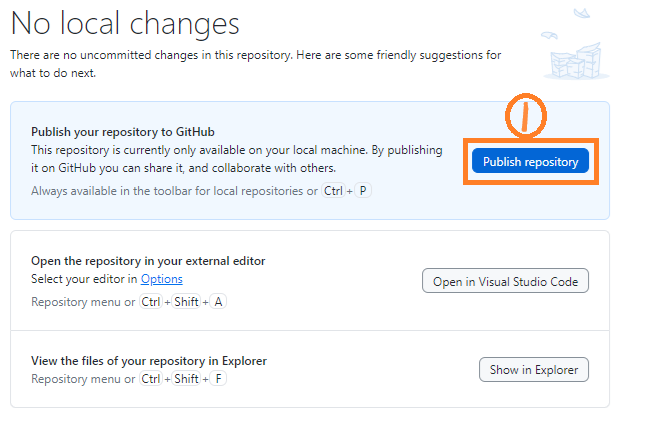 No local changes
There are no uncommitted changes in this repository. Here are some friendly suggestions for
what to do next.
①
Publish your repository to GitHub
This repository is currently only available on your local machine. By publishing
it on GitHub you can share it, and collaborate with others.
Publish repository
Always available in the toolbar for local repositories or Ctrl + P
Open the repository in your external editor
Select your editor in Options
Open in Visual Studio Code
Repository menu or Ctrl + Shift + A
View the files of your repository in Explorer
Show in Explorer
Repository menu or Ctrl + Shift + F